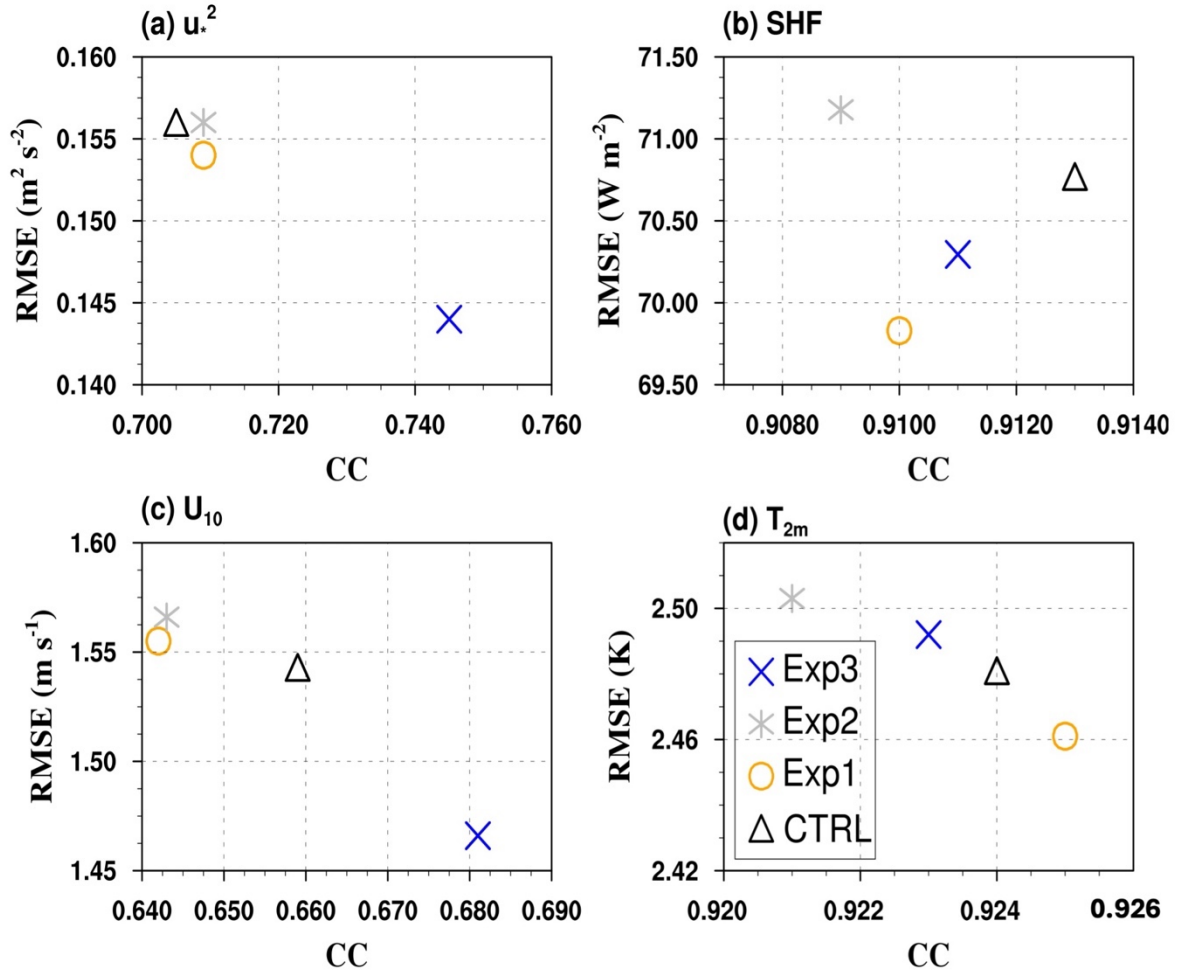 (a) u*²
0.160
0.155
0.150
0.145
0.140
RMSE (m² s⁻²)
0.700 0.720 0.740 0.760
CC
(b) SHF
71.50
71.00
70.50
70.00
69.50
RMSE (W m⁻²)
0.9080 0.9100 0.9120 0.9140
CC
(c) U₁₀
1.60
1.55
1.50
1.45
RMSE (m s⁻¹)
0.640 0.650 0.660 0.670 0.680 0.690
CC
(d) T₂ₘ
2.50
2.46
2.42
RMSE (K)
Exp3
Exp2
Exp1
CTRL
0.920 0.922 0.924 0.926
CC